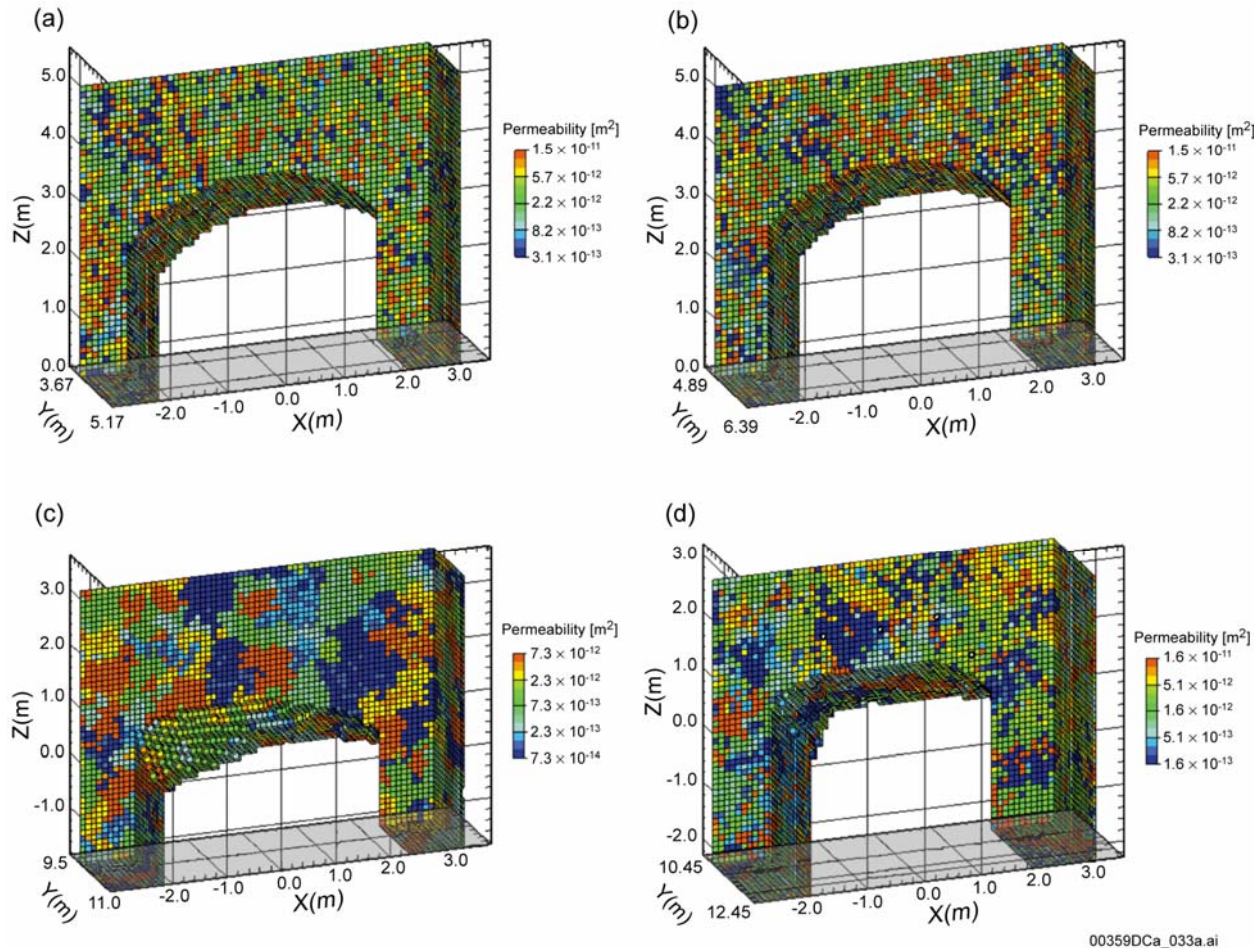 (a)
5.0
4.0
3.0
2.0
1.0
0.0
Z(m)
3.67
5.17
Y(m)
-2.0
-1.0
0.0
1.0
2.0
3.0
X(m)
Permeability [m²]
1.5 × 10⁻¹¹
5.7 × 10⁻¹²
2.2 × 10⁻¹²
8.2 × 10⁻¹³
3.1 × 10⁻¹³
(b)
5.0
4.0
3.0
2.0
1.0
0.0
Z(m)
4.89
6.39
Y(m)
-2.0
-1.0
0.0
1.0
2.0
3.0
X(m)
Permeability [m²]
1.5 × 10⁻¹¹
5.7 × 10⁻¹²
2.2 × 10⁻¹²
8.2 × 10⁻¹³
3.1 × 10⁻¹³
(c)
3.0
2.0
1.0
0.0
-1.0
Z(m)
9.5
11.0
Y(m)
-2.0
-1.0
0.0
1.0
2.0
3.0
X(m)
Permeability [m²]
7.3 × 10⁻¹²
2.3 × 10⁻¹²
7.3 × 10⁻¹³
2.3 × 10⁻¹³
7.3 × 10⁻¹⁴
(d)
3.0
2.0
1.0
0.0
-1.0
-2.0
Z(m)
10.45
12.45
Y(m)
-2.0
-1.0
0.0
1.0
2.0
3.0
X(m)
Permeability [m²]
1.6 × 10⁻¹¹
5.1 × 10⁻¹²
1.6 × 10⁻¹²
5.1 × 10⁻¹³
1.6 × 10⁻¹³
00359DCa_033a.ai